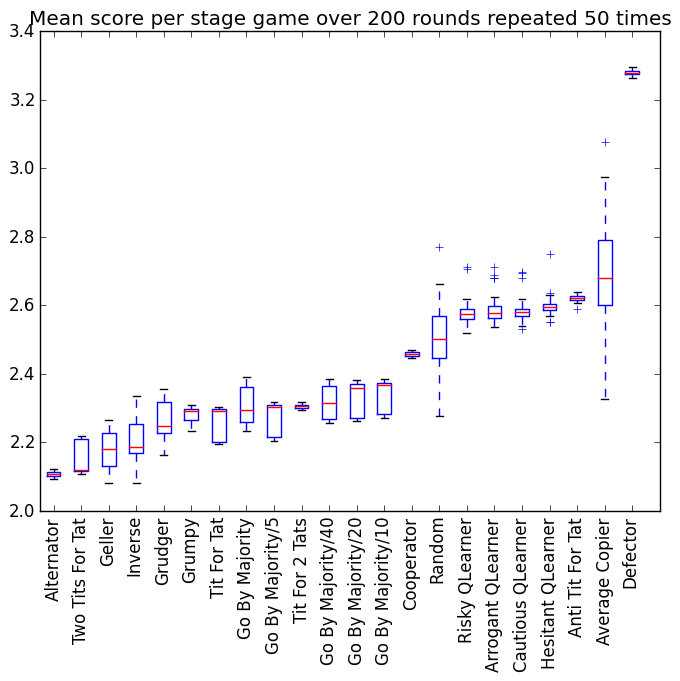 Mean score per stage game over 200 rounds repeated 50 times
3.4
3.2
3.0
2.8
2.6
2.4
2.2
2.0
Alternator
Two Tits For Tat
Geller
Inverse
Grudger
Grumpy
Tit For Tat
Go By Majority
Go By Majority/5
Tit For 2 Tats
Go By Majority/40
Go By Majority/20
Go By Majority/10
Cooperator
Random
Risky QLearner
Arrogant QLearner
Cautious QLearner
Hesitant QLearner
Anti Tit For Tat
Average Copier
Defector